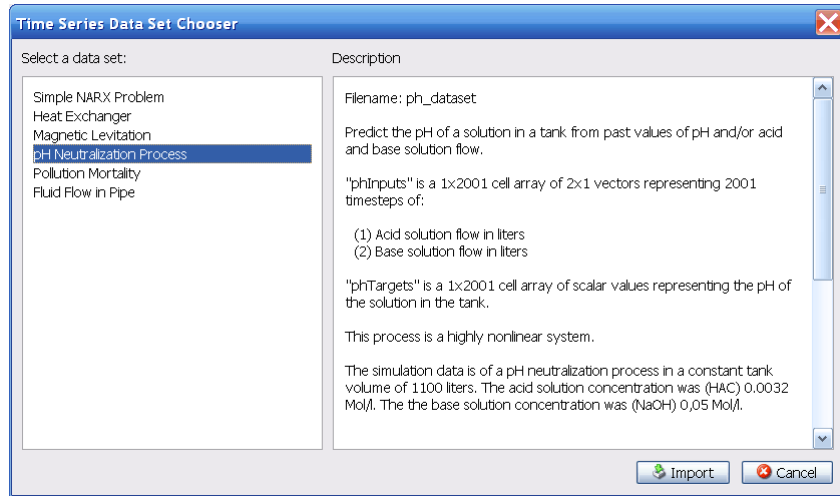 Time Series Data Set Chooser
Select a data set:
Simple NARX Problem
Heat Exchanger
Magnetic Levitation
pH Neutralization Process
Pollution Mortality
Fluid Flow in Pipe
Description
Filename: ph_dataset
Predict the pH of a solution in a tank from past values of pH and/or acid
and base solution flow.
"phInputs" is a 1x2001 cell array of 2x1 vectors representing 2001
timesteps of:
(1) Acid solution flow in liters
(2) Base solution flow in liters
"phTargets" is a 1x2001 cell array of scalar values representing the pH of
the solution in the tank.
This process is a highly nonlinear system.
The simulation data is of a pH neutralization process in a constant tank
volume of 1100 liters. The acid solution concentration was (HAC) 0.0032
Mol/l. The the base solution concentration was (NaOH) 0,05 Mol/l.
Import
Cancel